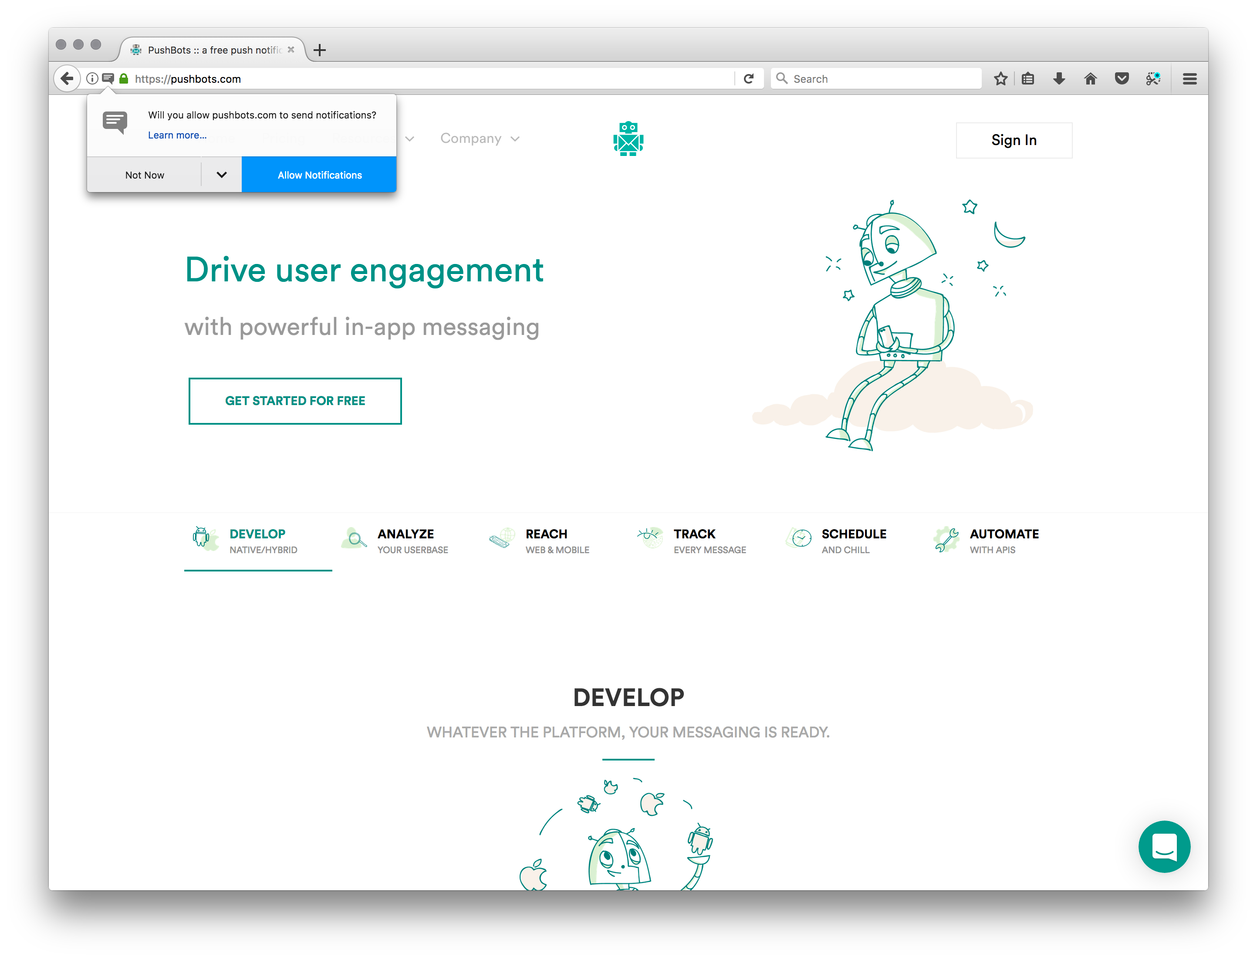 PushBots :: a free push notific
https://pushbots.com
Search
Will you allow pushbots.com to send notifications?
Learn more...
Not Now
Allow Notifications
Company
Sign In
Drive user engagement
with powerful in-app messaging
GET STARTED FOR FREE
DEVELOP
NATIVE/HYBRID
ANALYZE
YOUR USERBASE
REACH
WEB & MOBILE
TRACK
EVERY MESSAGE
SCHEDULE
AND CHILL
AUTOMATE
WITH APIS
DEVELOP
WHATEVER THE PLATFORM, YOUR MESSAGING IS READY.